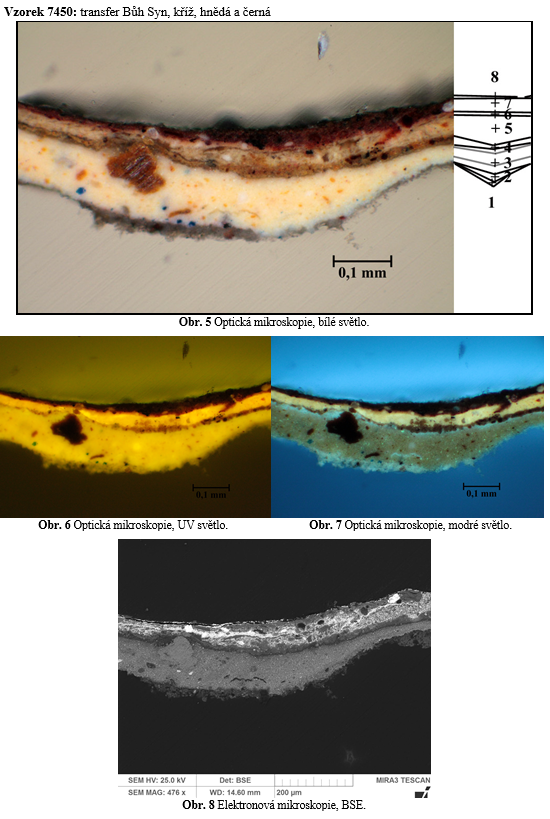 Vzorek 7450: transfer Bůh Syn, kříž, hnědá a černá
8
7
6
5
4
3
2
1
0,1 mm
Obr. 5 Optická mikroskopie, bílé světlo.
0,1 mm
0,1 mm
Obr. 6 Optická mikroskopie, UV světlo.
Obr. 7 Optická mikroskopie, modré světlo.
SEM HV: 25.0 kV Det: BSE MIRA3 TESCAN
SEM MAG: 476 x WD: 14.60 mm 200 µm
Obr. 8 Elektronová mikroskopie, BSE.